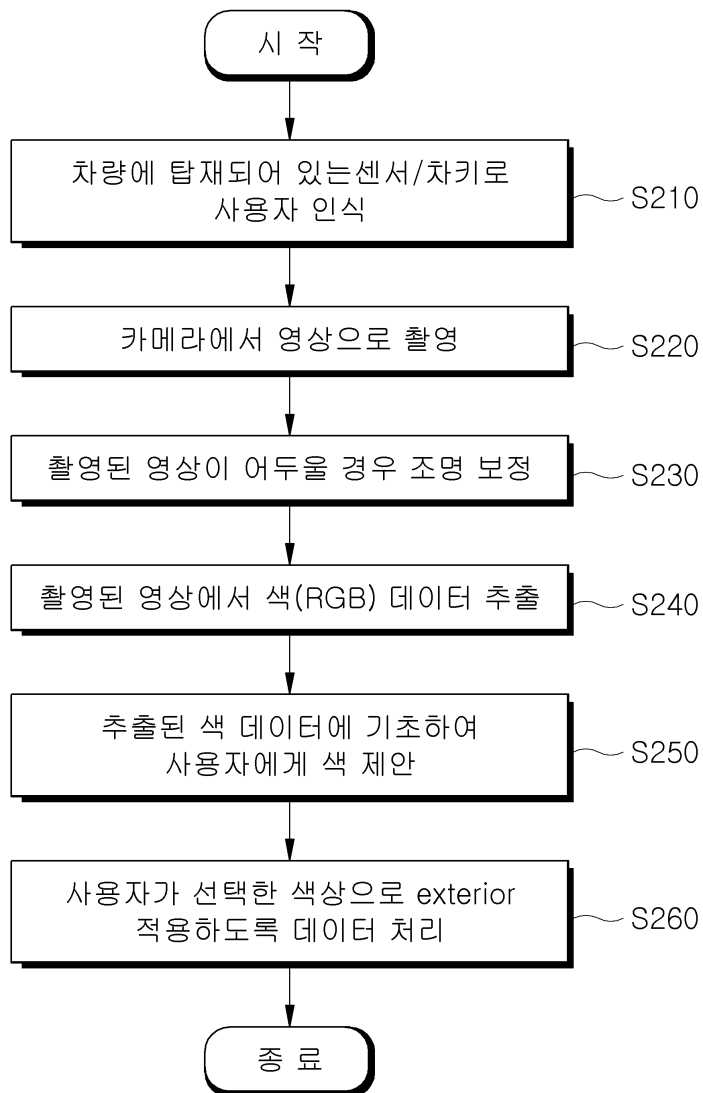 시 작
차량에 탑재되어 있는센서/차키로
사용자 인식
S210
카메라에서 영상으로 촬영
S220
촬영된 영상이 어두울 경우 조명 보정
S230
촬영된 영상에서 색(RGB) 데이터 추출
S240
추출된 색 데이터에 기초하여
사용자에게 색 제안
S250
사용자가 선택한 색상으로 exterior
적용하도록 데이터 처리
S260
종 료